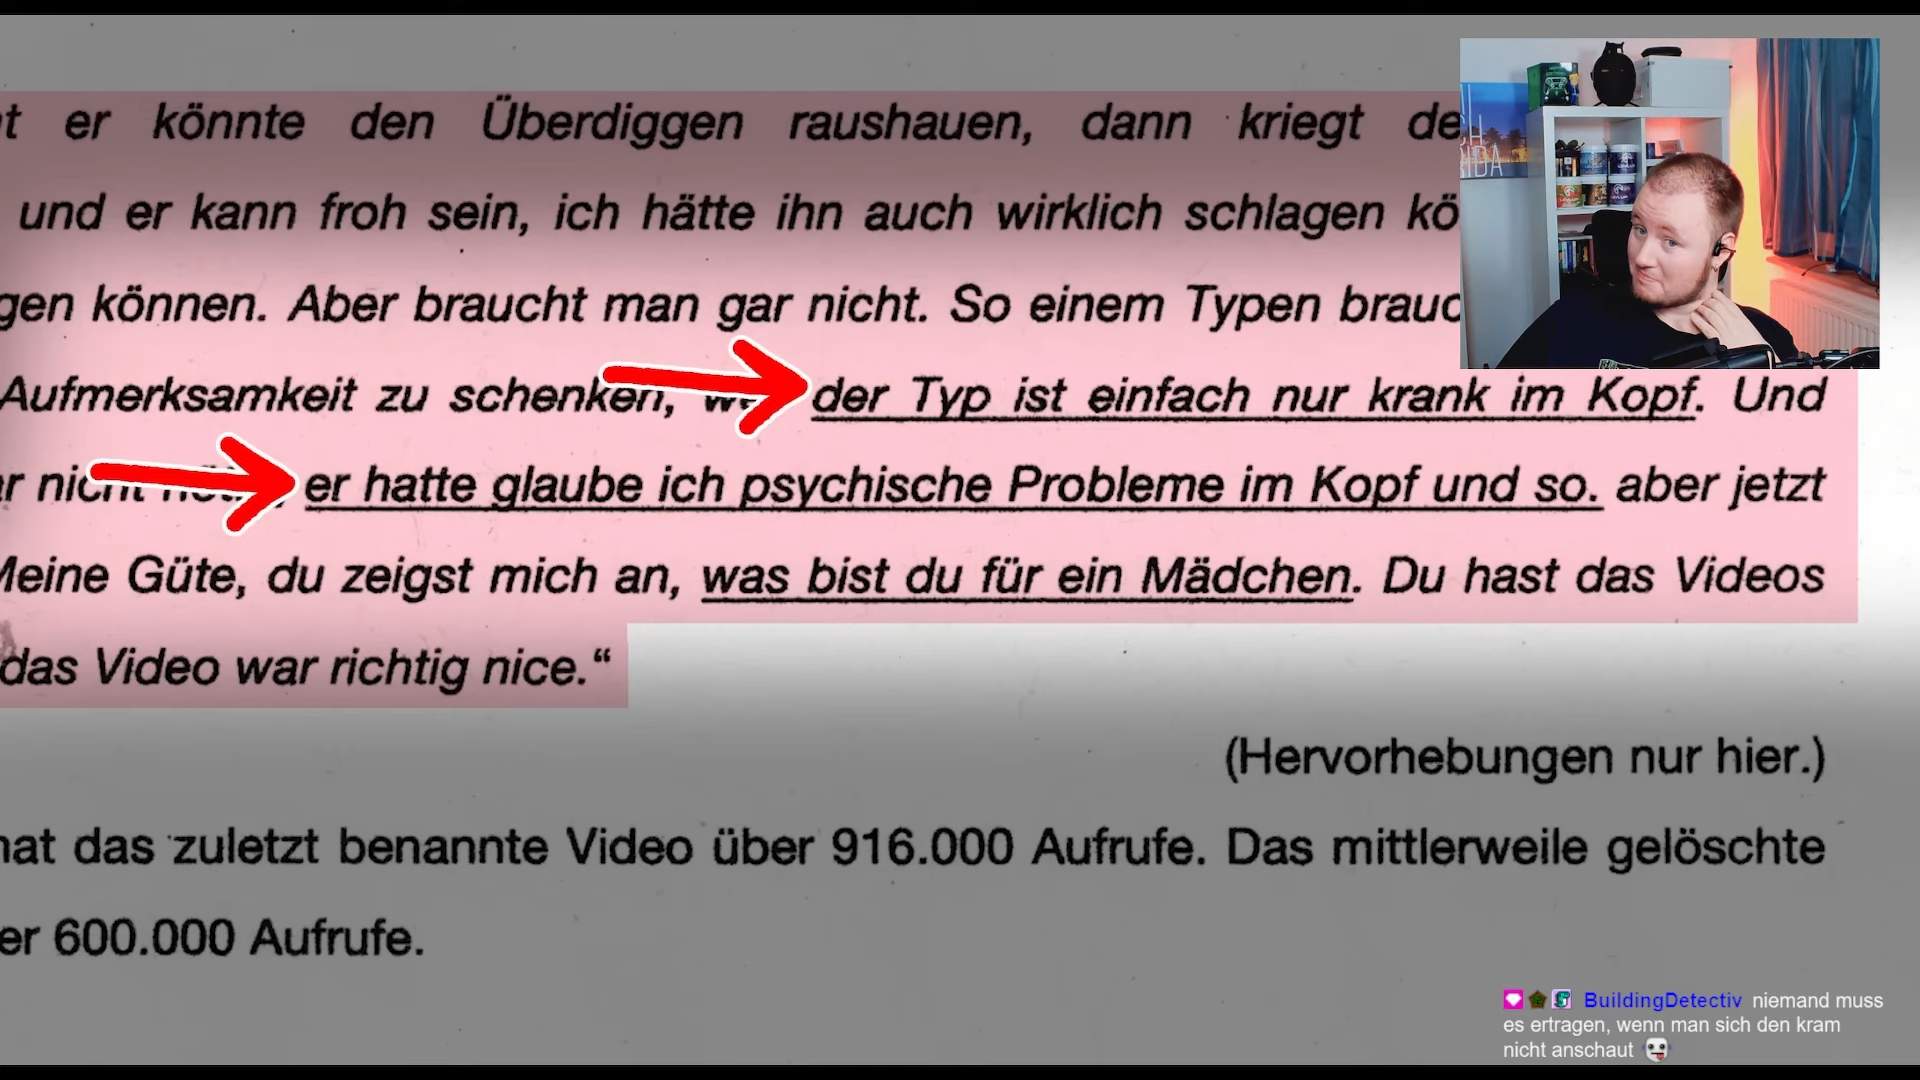 er könnte den Überdiggen raushauen, dann kriegt
und er kann froh sein, ich hätte ihn auch wirklich schlagen
können. Aber braucht man gar nicht. So einem Typen
Aufmerksamkeit zu schenken, der Typ ist einfach nur krank im Kopf. Und
er hatte glaube ich psychische Probleme im Kopf und so. aber jetzt
Meine Güte, du zeigst mich an, was bist du für ein Mädchen. Du hast das Videos
das Video war richtig nice.“
(Hervorhebungen nur hier.)
hat das zuletzt benannte Video über 916.000 Aufrufe. Das mittlerweile gelöschte
600.000 Aufrufe.
BuildingDetectiv niemand muss
es ertragen, wenn man sich den kram
nicht anschaut